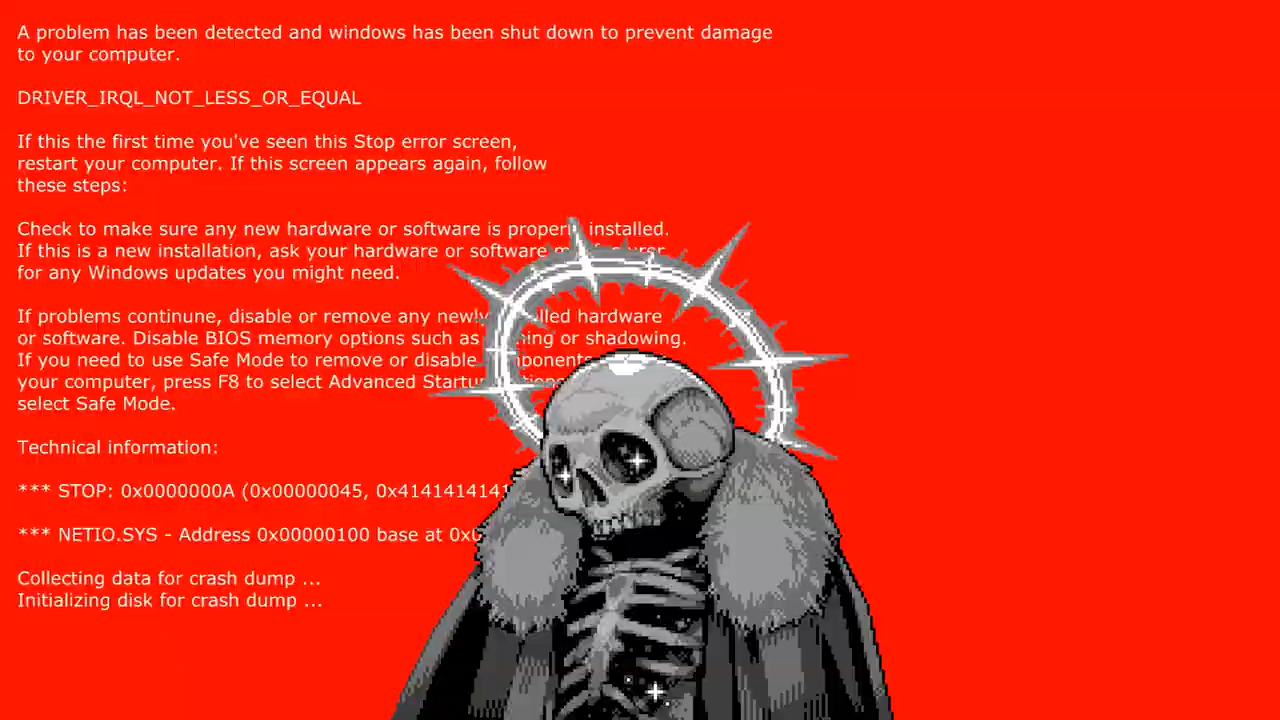 A problem has been detected and windows has been shut down to prevent damage
to your computer.
DRIVER_IRQL_NOT_LESS_OR_EQUAL
If this the first time you've seen this Stop error screen,
restart your computer. If this screen appears again, follow
these steps:
Check to make sure any new hardware or software is properly installed.
If this is a new installation, ask your hardware or software
for any Windows updates you might need.
If problems continune, disable or remove any newly hardware
or software. Disable BIOS memory options such as or shadowing.
If you need to use Safe Mode to remove or disable
your computer, press F8 to select Advanced Startup
select Safe Mode.
Technical information:
*** STOP: 0x0000000A (0x00000045, 0x4141414141
*** NETIO.SYS - Address 0x00000100 base at
Collecting data for crash dump ...
Initializing disk for crash dump ...